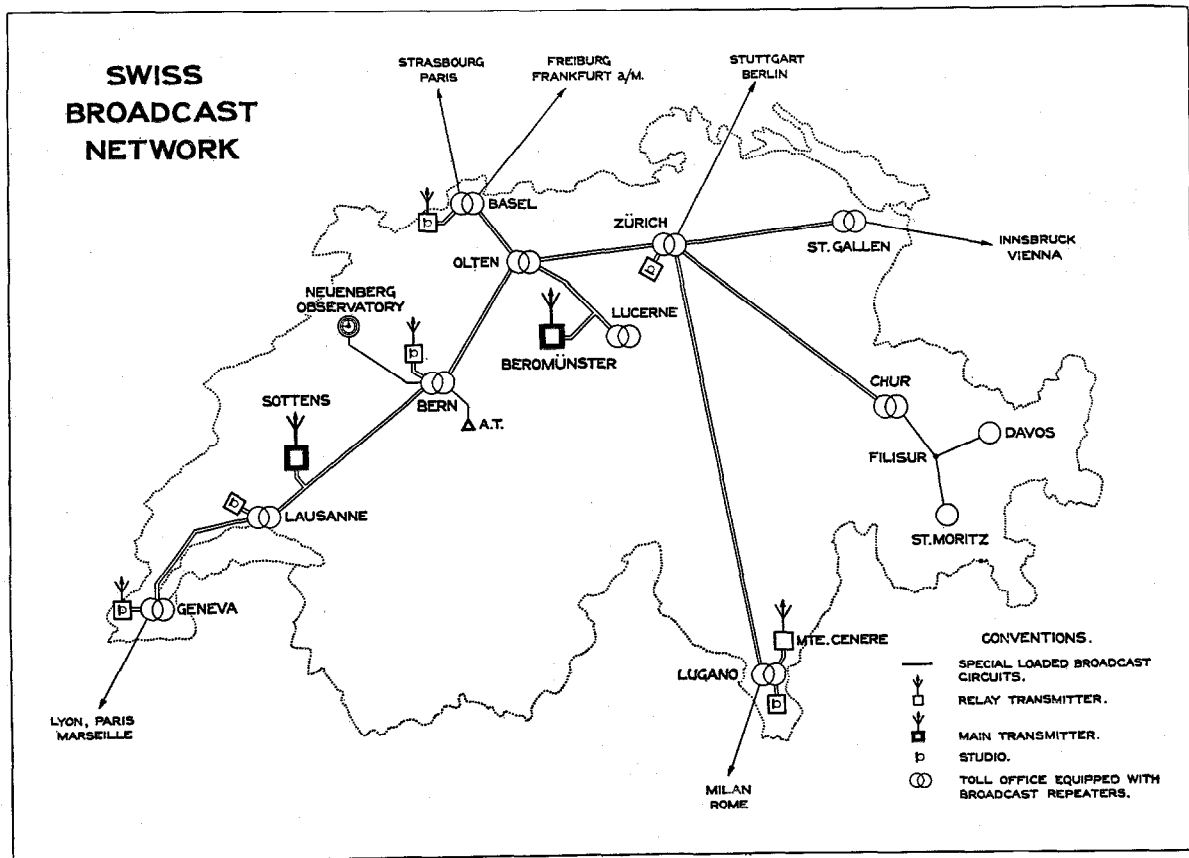 SWISS
BROADCAST
NETWORK
STRASBOURG
PARIS
FREIBURG
FRANKFURT a/M.
STUTTGART
BERLIN
BASEL
ZÜRICH
ST. GALLEN
INNSBRUCK
VIENNA
OLTEN
NEUENBERG
OBSERVATORY
LUCERNE
BEROMÜNSTER
BERN
A.T.
CHUR
SOTTENS
DAVOS
FILISUR
LAUSANNE
ST. MORITZ
GENEVA
MTE. CENERE
LUGANO
LYON, PARIS
MARSEILLE
MILAN
ROME
CONVENTIONS.
SPECIAL LOADED BROADCAST
CIRCUITS.
RELAY TRANSMITTER.
MAIN TRANSMITTER.
STUDIO.
TOLL OFFICE EQUIPPED WITH
BROADCAST REPEATERS.